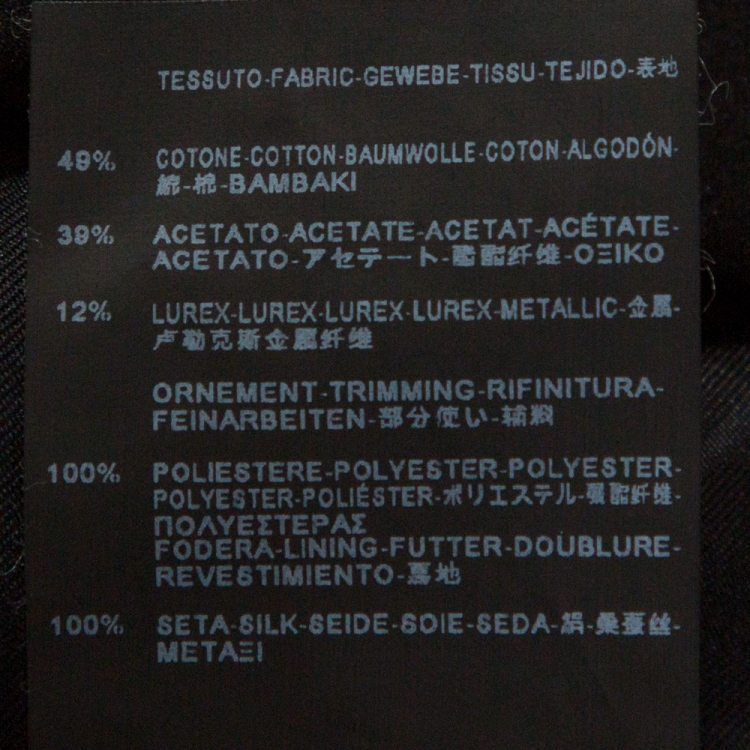 TESSUTO-FABRIC-GEWEBE-TISSU-TEJIDO-表地
49% COTONE-COTTON-BAUMWOLLE-COTON-ALGODÓN-
綿-棉-BAMBAKI
39% ACETATO-ACETATE-ACETAT-ACÉTATE-
ACETATO-アセテート-醋酯纤维-ΟΞΙΚΟ
12% LUREX-LUREX-LUREX-LUREX-METALLIC-金属-
卢勒克斯金属纤维
ORNEMENT-TRIMMING-RIFINITURA-
FEINARBEITEN-部分使い-辅料
100% POLIESTERE-POLYESTER-POLYESTER-
POLYESTER-POLIÉSTER-ポリエステル-聚酯纤维-
ΠΟΛΥΕΣΤΕΡΑΣ
FODERA-LINING-FUTTER-DOUBLURE-
REVESTIMIENTO-裏地
100% SETA-SILK-SEIDE-SOIE-SEDA-絹-桑蚕丝-
ΜΕΤΑΞΙ